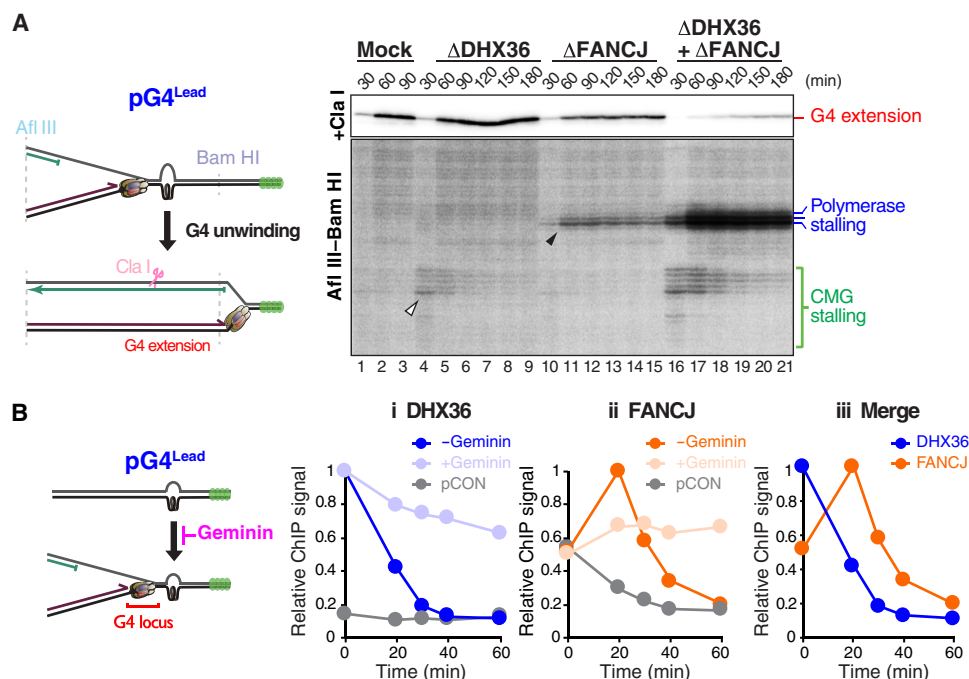 A
pG4Lead
Afl III
Bam HI
G4 unwinding
Cla I
G4 extension
Mock ΔDHX36 ΔFANCJ ΔDHX36 + ΔFANCJ
30 60 90 30 60 90 120 150 180 30 60 90 120 150 180 30 60 90 120 150 180 (min)
+Cla I
G4 extension
Afl III–Bam HI
Polymerase stalling
CMG stalling
1 2 3 4 5 6 7 8 9 10 11 12 13 14 15 16 17 18 19 20 21
B
pG4Lead
Geminin
G4 locus
i DHX36
–Geminin
+Geminin
pCON
Relative ChIP signal
1
0.8
0.6
0.4
0.2
0
0 20 40 60
Time (min)
ii FANCJ
–Geminin
+Geminin
pCON
Relative ChIP signal
1
0.8
0.6
0.4
0.2
0
0 20 40 60
Time (min)
iii Merge
DHX36
FANCJ
Relative ChIP signal
1
0.8
0.6
0.4
0.2
0
0 20 40 60
Time (min)